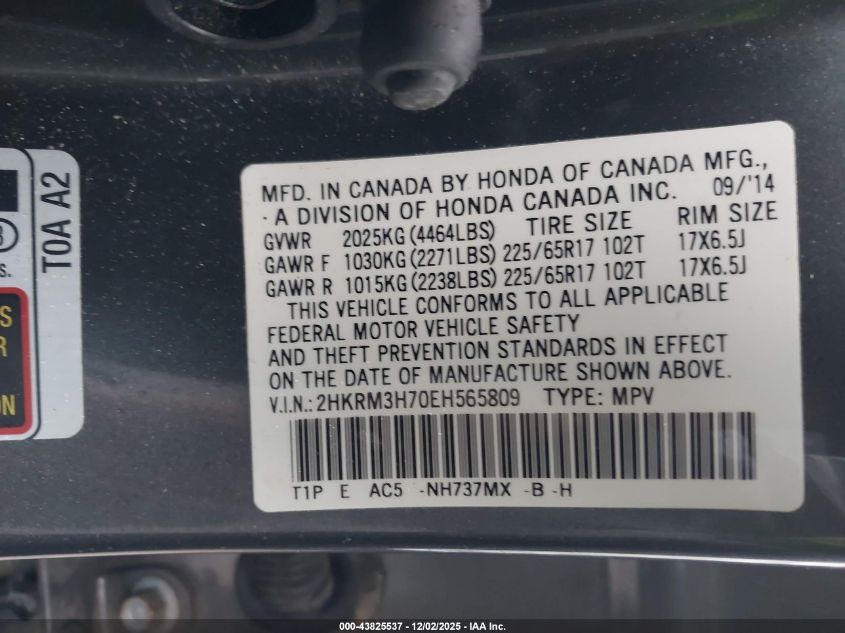 MFD. IN CANADA BY HONDA OF CANADA MFG.,
- A DIVISION OF HONDA CANADA INC. 09/'14
GVWR 2025KG (4464LBS) TIRE SIZE RIM SIZE
GAWR F 1030KG (2271LBS) 225/65R17 102T 17X6.5J
GAWR R 1015KG (2238LBS) 225/65R17 102T 17X6.5J
THIS VEHICLE CONFORMS TO ALL APPLICABLE
FEDERAL MOTOR VEHICLE SAFETY
AND THEFT PREVENTION STANDARDS IN EFFECT
ON THE DATE OF MANUFACTURE SHOWN ABOVE.
V.I.N.: 2HKRM3H70EH565809 TYPE: MPV
T1P E AC5 -NH737MX -B -H
T0A A2
000-43825537 - 12/02/2025 - IAA Inc.